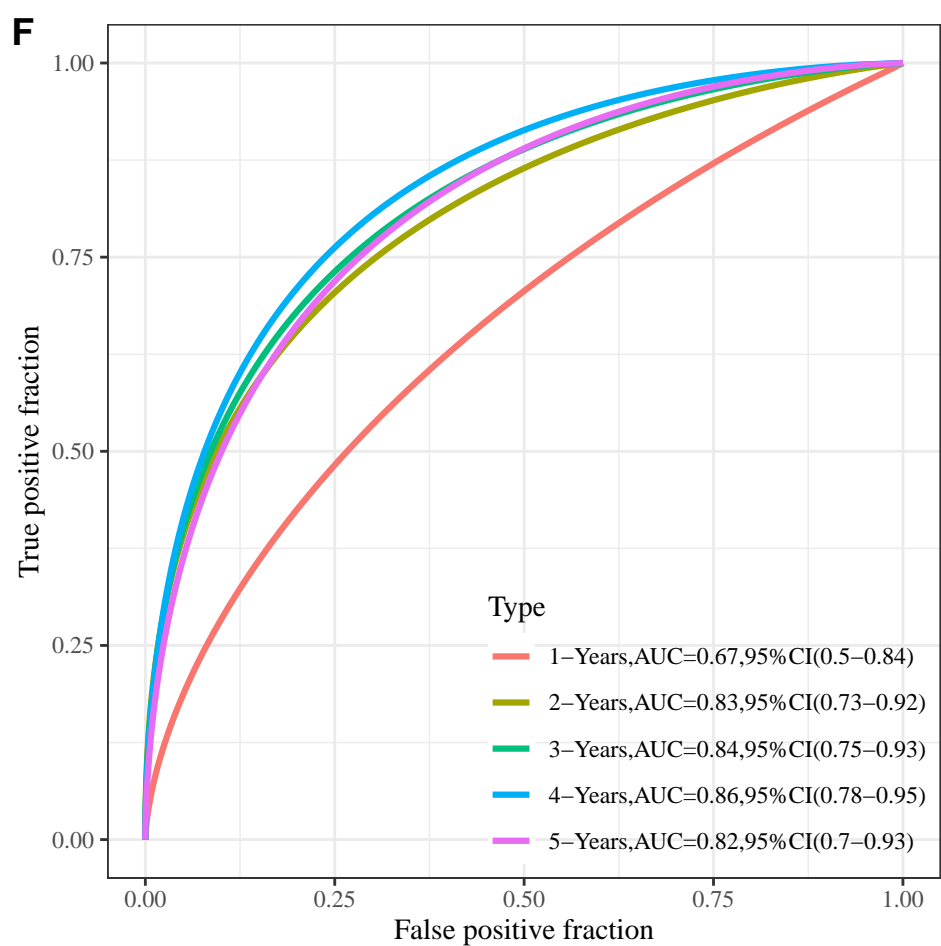 F
1.00
0.75
0.50
0.25
0.00
True positive fraction
Type
1−Years,AUC=0.67,95%CI(0.5−0.84)
2−Years,AUC=0.83,95%CI(0.73−0.92)
3−Years,AUC=0.84,95%CI(0.75−0.93)
4−Years,AUC=0.86,95%CI(0.78−0.95)
5−Years,AUC=0.82,95%CI(0.7−0.93)
0.00 0.25 0.50 0.75 1.00
False positive fraction